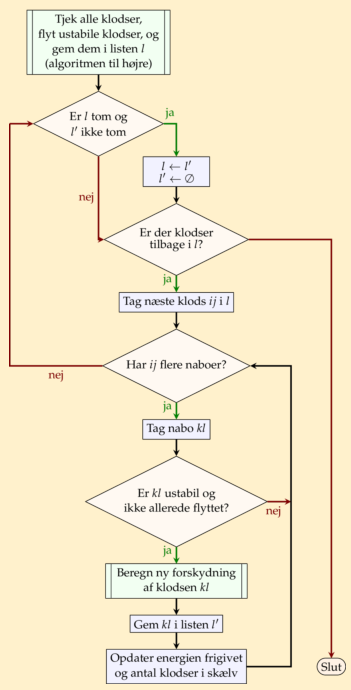 Tjek alle klodser,
flyt ustabile klodser, og
gem dem i listen l
(algoritmen til højre)
Er l tom og
l′ ikke tom
ja
l ← l′
l′ ← ∅
nej
Er der klodser
tilbage i l?
ja
Tag næste klods ij i l
Har ij flere naboer?
nej
ja
Tag nabo kl
Er kl ustabil og
ikke allerede flyttet?
nej
ja
Beregn ny forskydning
af klodsen kl
Gem kl i listen l′
Opdater energien frigivet
og antal klodser i skælv
Slut